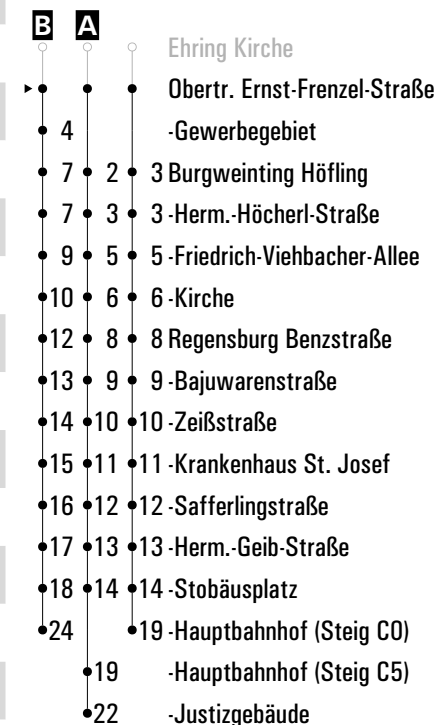 B A
Ehring Kirche
Obertr. Ernst-Frenzel-Straße
4 -Gewerbegebiet
7 2 3 Burgweinting Höfling
7 3 3 -Herm.-Höcherl-Straße
9 5 5 -Friedrich-Viehbacher-Allee
10 6 6 -Kirche
12 8 8 Regensburg Benzstraße
13 9 9 -Bajuwarenstraße
14 10 10 -Zeißstraße
15 11 11 -Krankenhaus St. Josef
16 12 12 -Safferlingstraße
17 13 13 -Herm.-Geib-Straße
18 14 14 -Stobäusplatz
24 19 -Hauptbahnhof (Steig C0)
19 -Hauptbahnhof (Steig C5)
22 -Justizgebäude